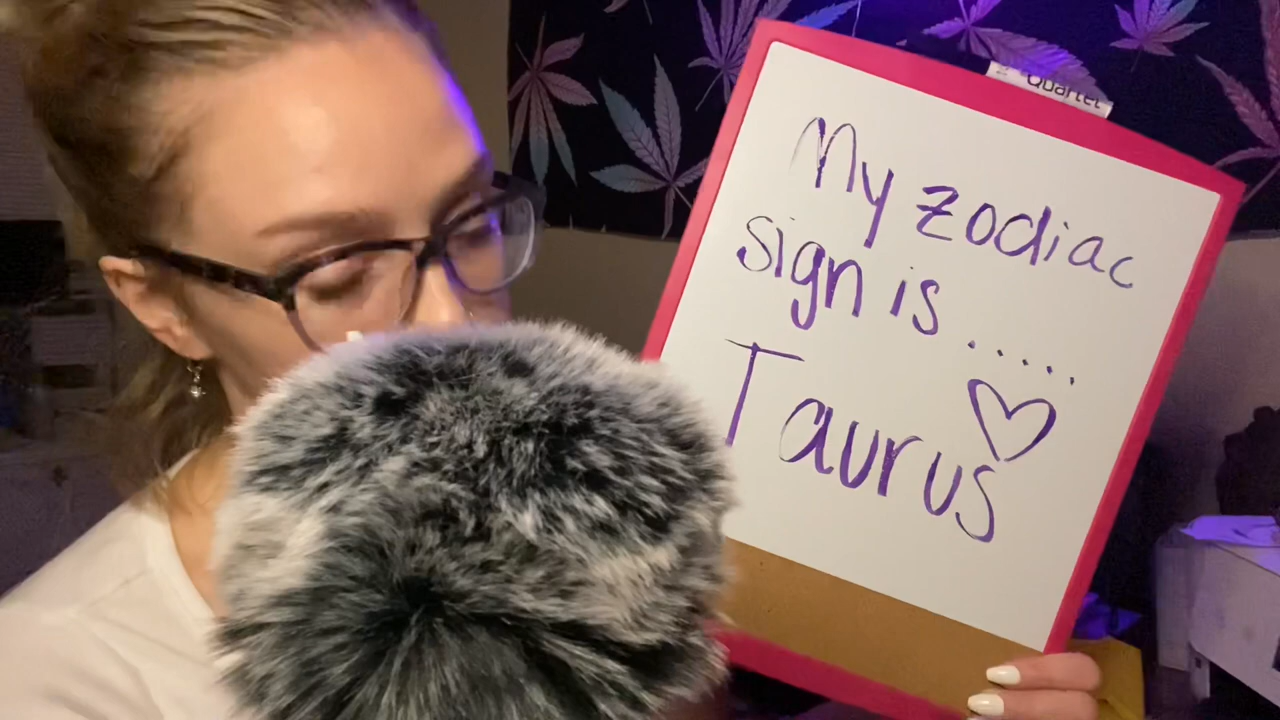 Quartet
My zodiac
sign is .....
Taurus